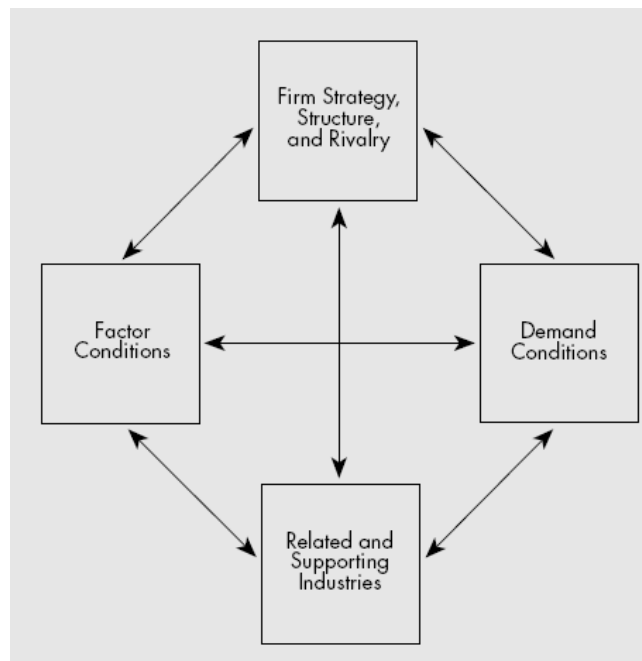 Firm Strategy,
Structure,
and Rivalry
Factor
Conditions
Demand
Conditions
Related and
Supporting
Industries